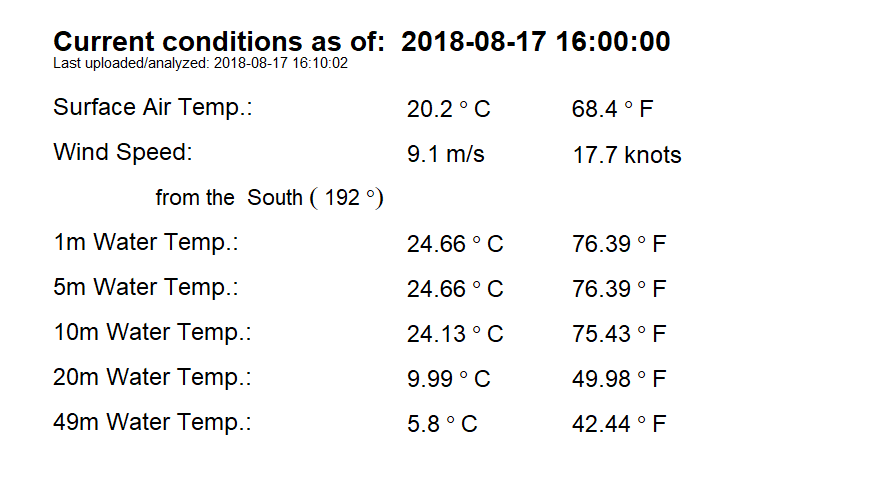 Current conditions as of:  2018-08-17 16:00:00
Last uploaded/analyzed: 2018-08-17 16:10:02
Surface Air Temp.: 20.2 ° C 68.4 ° F
Wind Speed: 9.1 m/s 17.7 knots
from the  South ( 192 °)
1m Water Temp.: 24.66 ° C 76.39 ° F
5m Water Temp.: 24.66 ° C 76.39 ° F
10m Water Temp.: 24.13 ° C 75.43 ° F
20m Water Temp.: 9.99 ° C 49.98 ° F
49m Water Temp.: 5.8 ° C 42.44 ° F